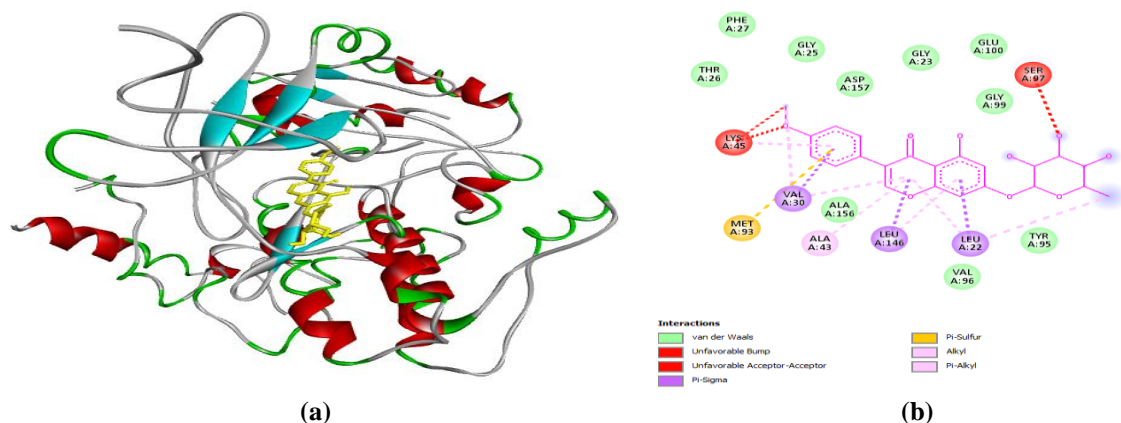 PHE
A:27
GLY
A:25
GLY
A:23
GLU
A:100
THR
A:26
ASP
A:157
SER
A:97
GLY
A:99
LYS
A:45
VAL
A:30
ALA
A:156
MET
A:93
ALA
A:43
LEU
A:146
LEU
A:22
TYR
A:95
VAL
A:96
Interactions
van der Waals
Unfavorable Bump
Unfavorable Acceptor-Acceptor
Pi-Sigma
Pi-Sulfur
Alkyl
Pi-Alkyl
(a)
(b)